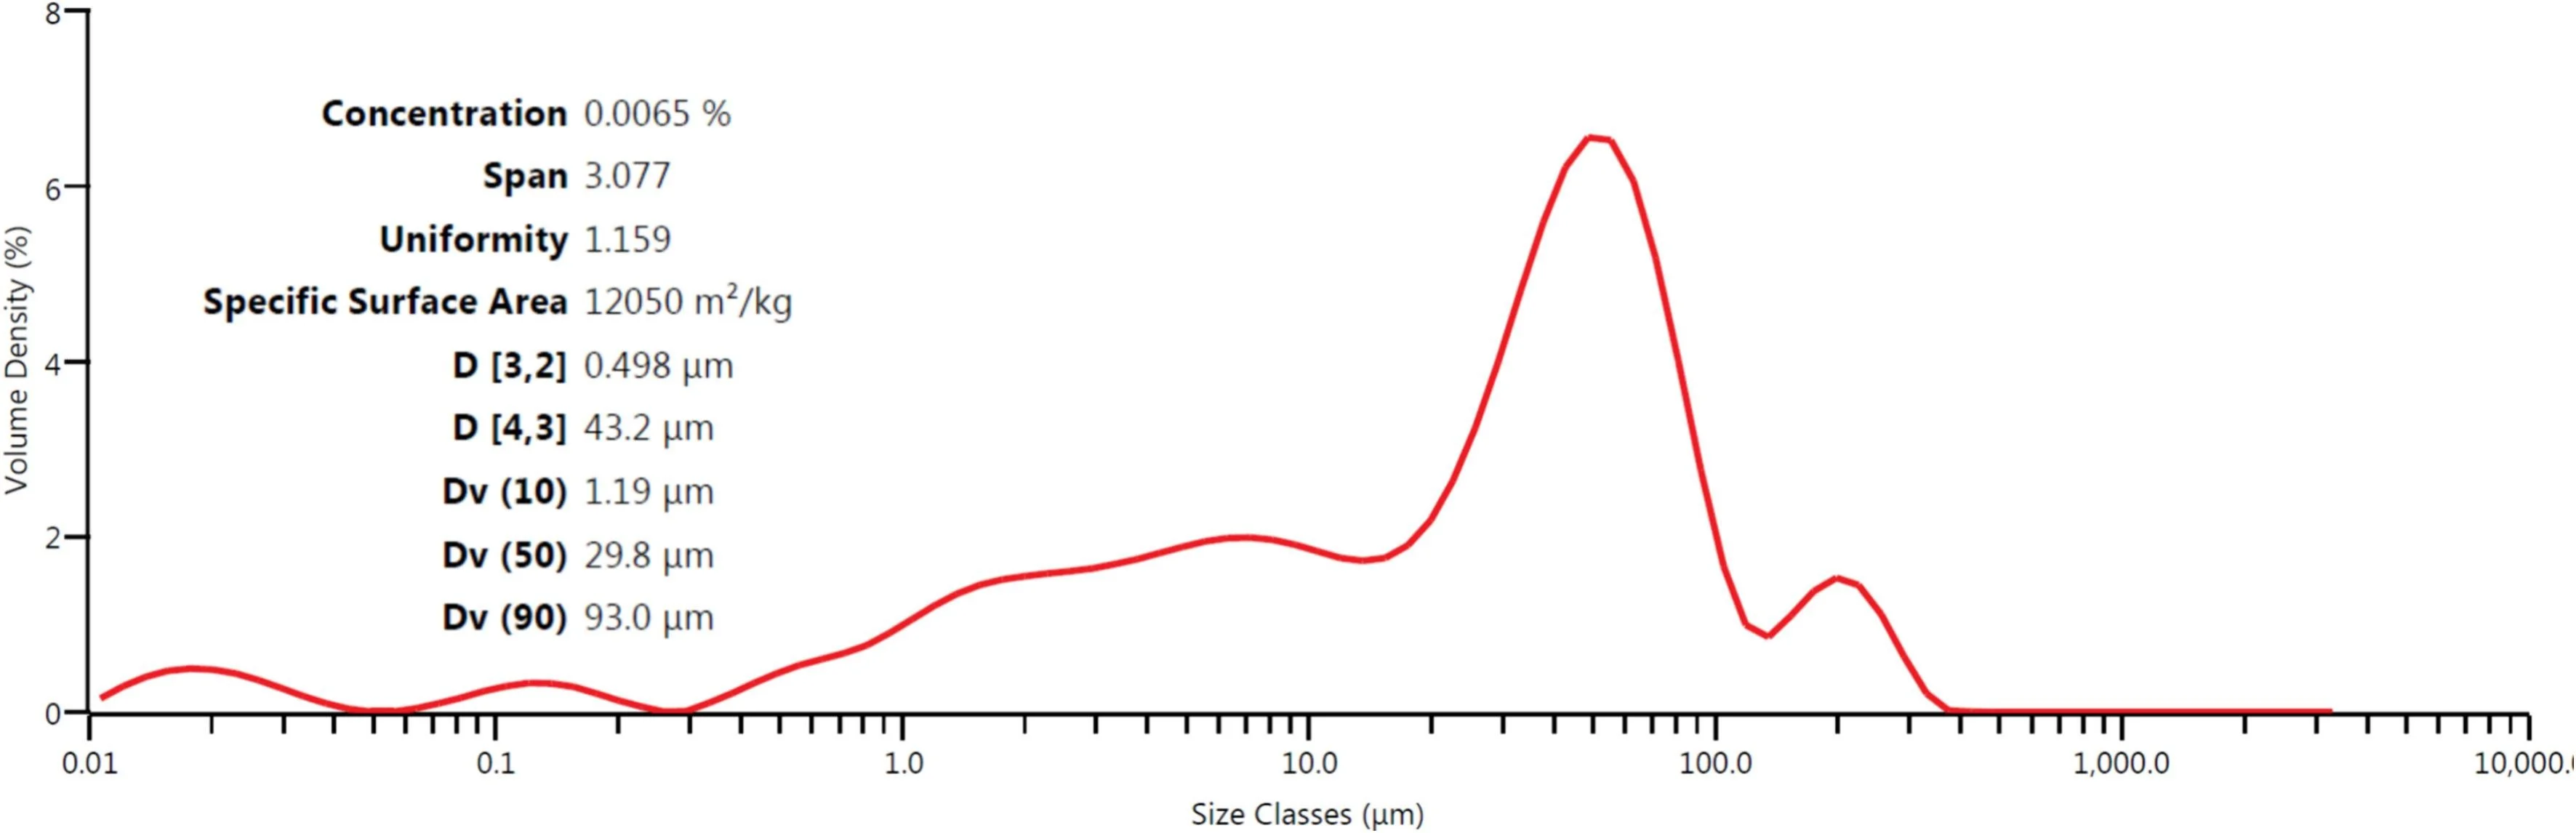 8
6
4
2
0
Volume Density (%)
Concentration 0.0065 %
Span 3.077
Uniformity 1.159
Specific Surface Area 12050 m²/kg
D [3,2] 0.498 µm
D [4,3] 43.2 µm
Dv (10) 1.19 µm
Dv (50) 29.8 µm
Dv (90) 93.0 µm
0.01 0.1 1.0 10.0 100.0 1,000.0 10,000.0
Size Classes (µm)